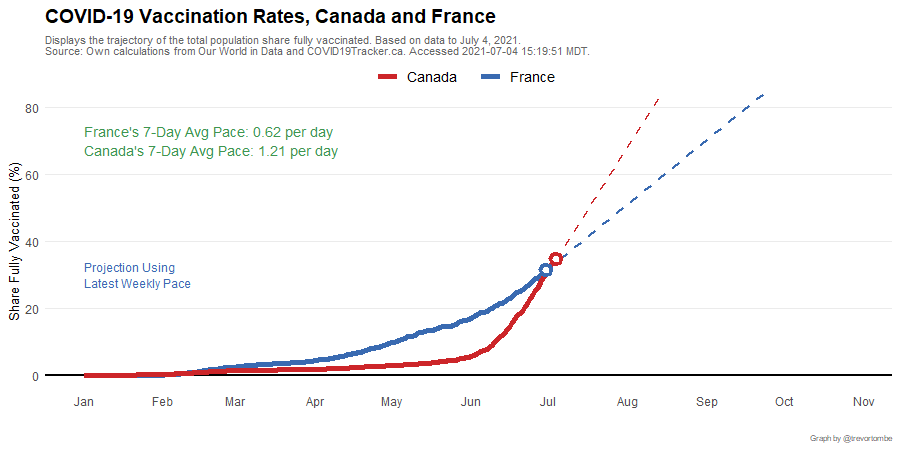 COVID-19 Vaccination Rates, Canada and France
Displays the trajectory of the total population share fully vaccinated. Based on data to July 4, 2021.
Source: Own calculations from Our World in Data and COVID19Tracker.ca. Accessed 2021-07-04 15:19:51 MDT.
Canada France
80
France's 7-Day Avg Pace: 0.62 per day
Canada's 7-Day Avg Pace: 1.21 per day
60
Share Fully Vaccinated (%)
40
Projection Using
Latest Weekly Pace
20
0
Jan Feb Mar Apr May Jun Jul Aug Sep Oct Nov
Graph by @trevortombe